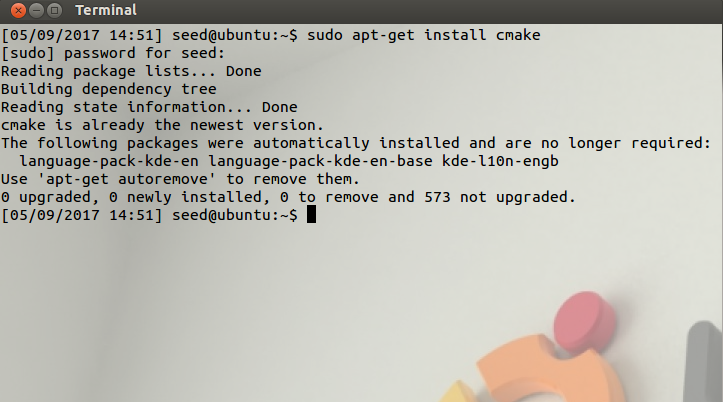 Terminal
[05/09/2017 14:51] seed@ubuntu:~$ sudo apt-get install cmake
[sudo] password for seed:
Reading package lists... Done
Building dependency tree
Reading state information... Done
cmake is already the newest version.
The following packages were automatically installed and are no longer required:
  language-pack-kde-en language-pack-kde-en-base kde-l10n-engb
Use 'apt-get autoremove' to remove them.
0 upgraded, 0 newly installed, 0 to remove and 573 not upgraded.
[05/09/2017 14:51] seed@ubuntu:~$